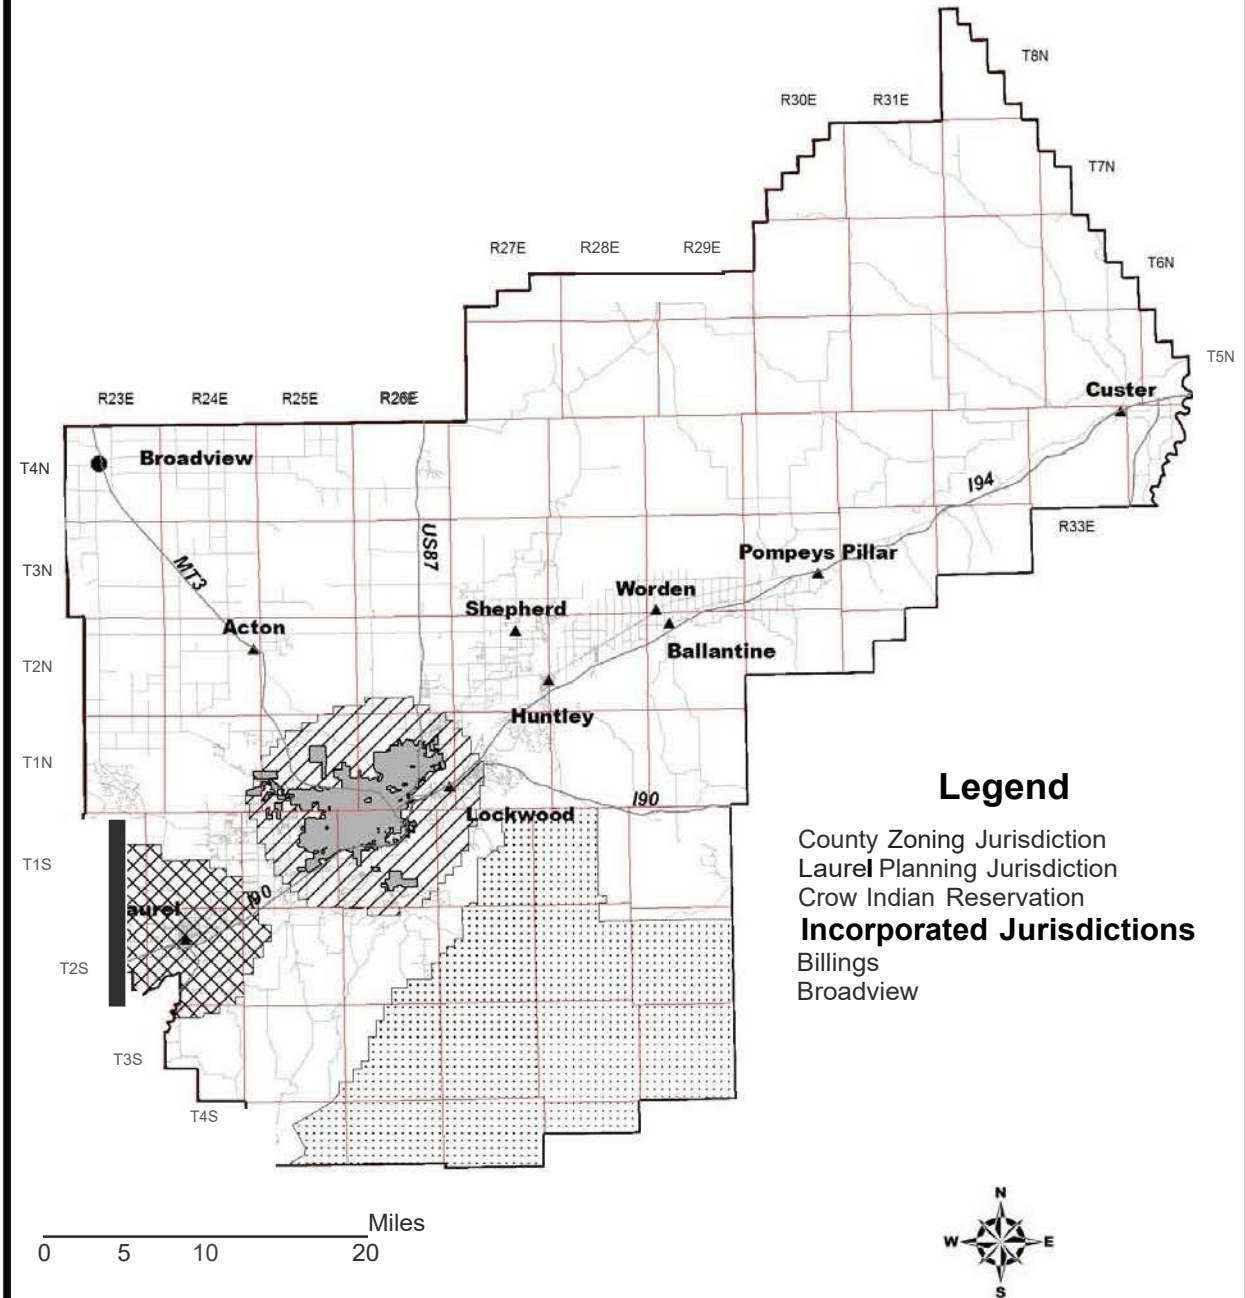 T8N
R30E R31E
T7N
R27E R28E R29E
T6N
T5N
Custer
R23E R24E R25E R26E
Broadview
T4N
I94
R33E
US87
Pompeys Pillar
MT3
T3N
Worden
Shepherd
Acton
Ballantine
T2N
Huntley
T1N
Legend
I90
Lockwood
County Zoning Jurisdiction
T1S
Laurel Planning Jurisdiction
Crow Indian Reservation
I90
aurel
Incorporated Jurisdictions
T2S
Billings
Broadview
T3S
T4S
N
Miles
W E
0 5 10 20
S